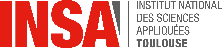 INSA
INSTITUT NATIONAL
DES SCIENCES
APPLIQUÉES
TOULOUSE